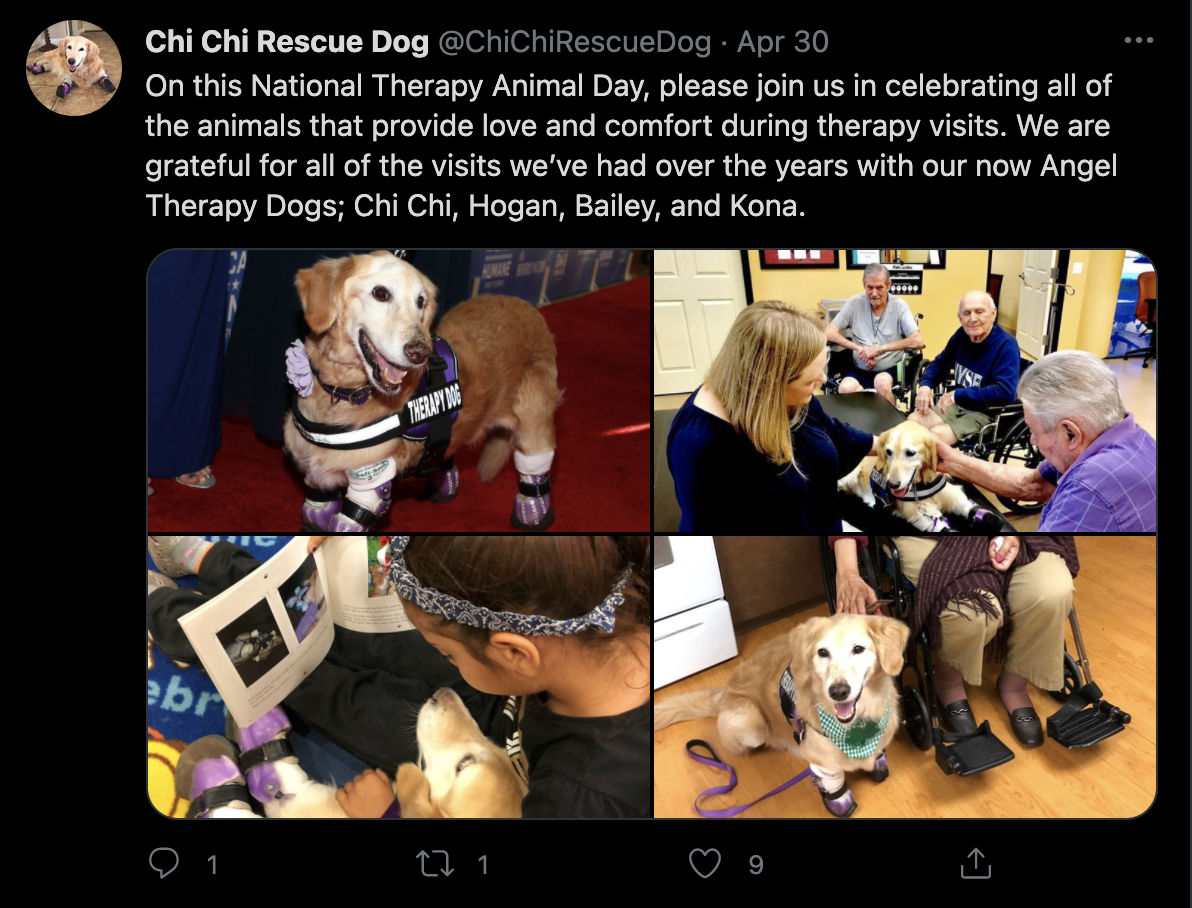 Chi Chi Rescue Dog @ChiChiRescueDog · Apr 30
On this National Therapy Animal Day, please join us in celebrating all of
the animals that provide love and comfort during therapy visits. We are
grateful for all of the visits we’ve had over the years with our now Angel
Therapy Dogs; Chi Chi, Hogan, Bailey, and Kona.
CA
HUMANE
THERAPY DOG
ebr
1
1
9